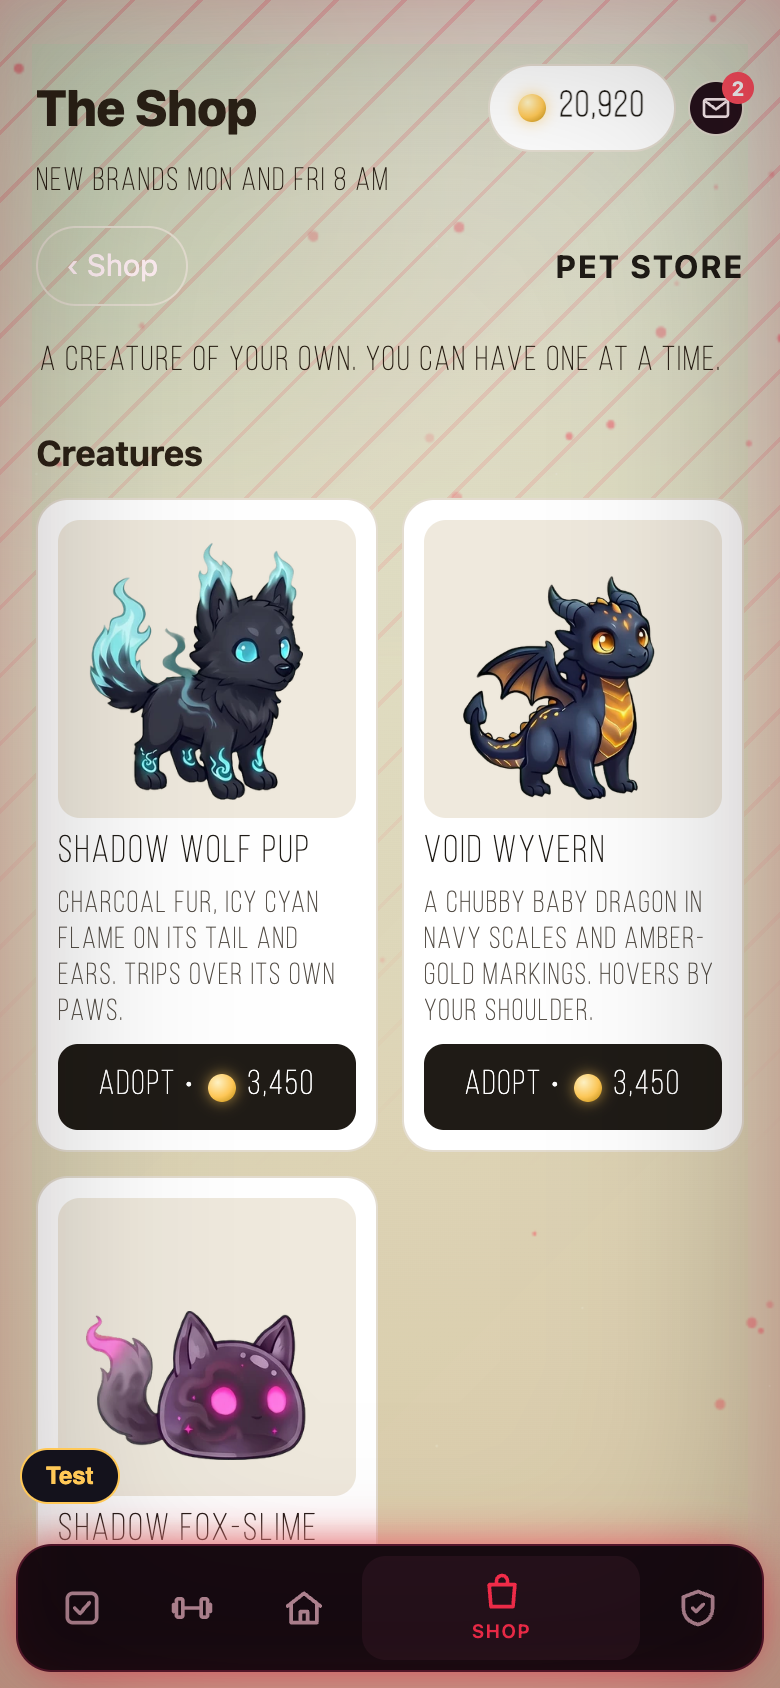 The Shop
20,920
2
NEW BRANDS MON AND FRI 8 AM
‹ Shop
PET STORE
A CREATURE OF YOUR OWN. YOU CAN HAVE ONE AT A TIME.
Creatures
SHADOW WOLF PUP
CHARCOAL FUR, ICY CYAN
FLAME ON ITS TAIL AND
EARS. TRIPS OVER ITS OWN
PAWS.
ADOPT • 3,450
VOID WYVERN
A CHUBBY BABY DRAGON IN
NAVY SCALES AND AMBER-
GOLD MARKINGS. HOVERS BY
YOUR SHOULDER.
ADOPT • 3,450
Test
SHADOW FOX-SLIME
SHOP